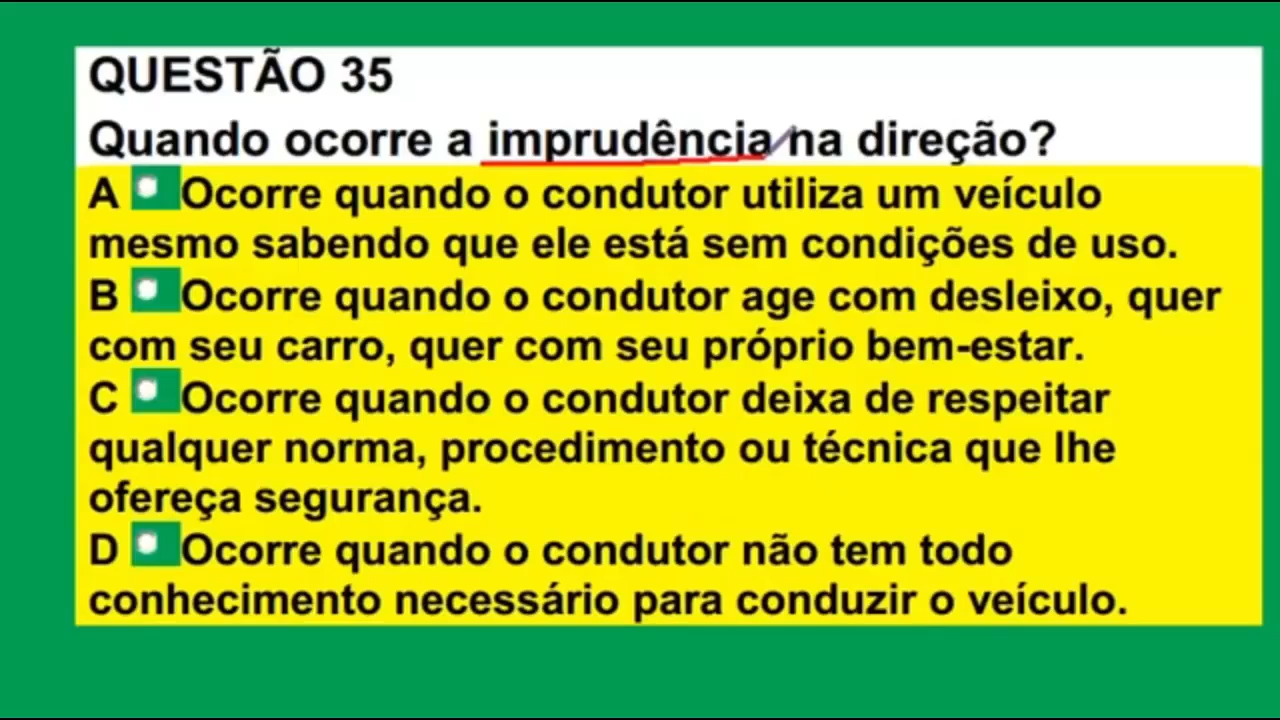 QUESTÃO 35
Quando ocorre a imprudência na direção?
A Ocorre quando o condutor utiliza um veículo
mesmo sabendo que ele está sem condições de uso.
B Ocorre quando o condutor age com desleixo, quer
com seu carro, quer com seu próprio bem-estar.
C Ocorre quando o condutor deixa de respeitar
qualquer norma, procedimento ou técnica que lhe
ofereça segurança.
D Ocorre quando o condutor não tem todo
conhecimento necessário para conduzir o veículo.